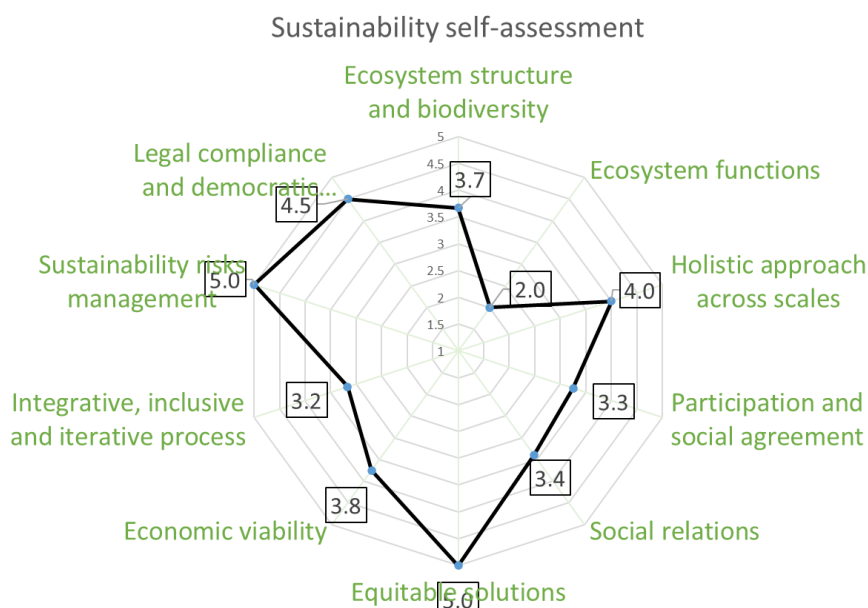 Sustainability self-assessment
Ecosystem structure
and biodiversity
5
4.5
4
3.5
3
2.5
2
1.5
1
3.7
Ecosystem functions
2.0
Holistic approach
across scales
4.0
Participation and
social agreement
3.3
Social relations
3.4
Equitable solutions
5.0
Economic viability
3.8
Integrative, inclusive
and iterative process
3.2
Sustainability risks
management
5.0
Legal compliance
and democratic...
4.5